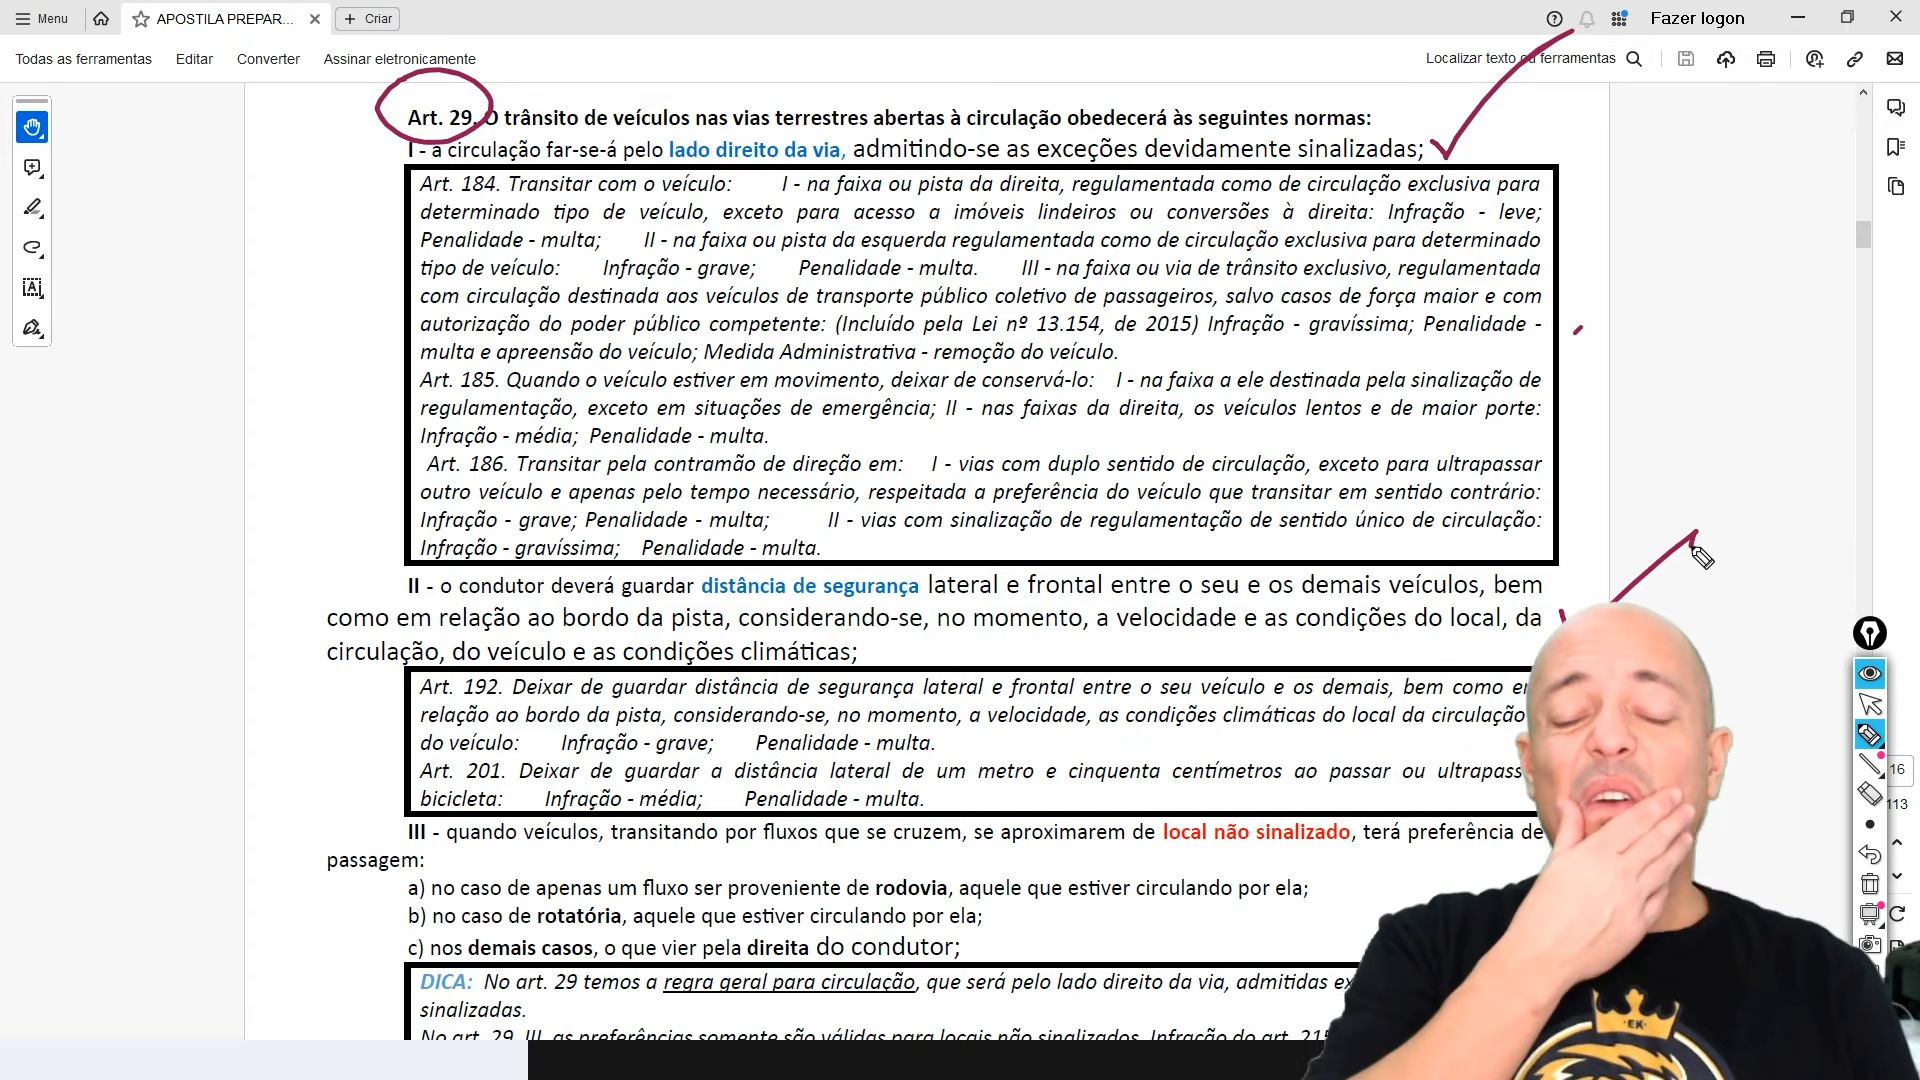 Menu
APOSTILA PREPAR...
Criar
Fazer logon
Todas as ferramentas
Editar
Converter
Assinar eletronicamente
Localizar texto ou ferramentas
Art. 29. O trânsito de veículos nas vias terrestres abertas à circulação obedecerá às seguintes normas:
I - a circulação far-se-á pelo lado direito da via, admitindo-se as exceções devidamente sinalizadas;
Art. 184. Transitar com o veículo: I - na faixa ou pista da direita, regulamentada como de circulação exclusiva para
determinado tipo de veículo, exceto para acesso a imóveis lindeiros ou conversões à direita: Infração - leve;
Penalidade - multa; II - na faixa ou pista da esquerda regulamentada como de circulação exclusiva para determinado
tipo de veículo: Infração - grave; Penalidade - multa. III - na faixa ou via de trânsito exclusivo, regulamentada
com circulação destinada aos veículos de transporte público coletivo de passageiros, salvo casos de força maior e com
autorização do poder público competente: (Incluído pela Lei nº 13.154, de 2015) Infração - gravíssima; Penalidade -
multa e apreensão do veículo; Medida Administrativa - remoção do veículo.
Art. 185. Quando o veículo estiver em movimento, deixar de conservá-lo: I - na faixa a ele destinada pela sinalização de
regulamentação, exceto em situações de emergência; II - nas faixas da direita, os veículos lentos e de maior porte:
Infração - média; Penalidade - multa.
Art. 186. Transitar pela contramão de direção em: I - vias com duplo sentido de circulação, exceto para ultrapassar
outro veículo e apenas pelo tempo necessário, respeitada a preferência do veículo que transitar em sentido contrário:
Infração - grave; Penalidade - multa; II - vias com sinalização de regulamentação de sentido único de circulação:
Infração - gravíssima; Penalidade - multa.
II - o condutor deverá guardar distância de segurança lateral e frontal entre o seu e os demais veículos, bem
como em relação ao bordo da pista, considerando-se, no momento, a velocidade e as condições do local, da
circulação, do veículo e as condições climáticas;
Art. 192. Deixar de guardar distância de segurança lateral e frontal entre o seu veículo e os demais, bem como
relação ao bordo da pista, considerando-se, no momento, a velocidade, as condições climáticas do local da circulação
do veículo: Infração - grave; Penalidade - multa.
Art. 201. Deixar de guardar a distância lateral de um metro e cinquenta centímetros ao passar ou ultrapass
bicicleta: Infração - média; Penalidade - multa.
III - quando veículos, transitando por fluxos que se cruzem, se aproximarem de local não sinalizado, terá preferência de
passagem:
a) no caso de apenas um fluxo ser proveniente de rodovia, aquele que estiver circulando por ela;
b) no caso de rotatória, aquele que estiver circulando por ela;
c) nos demais casos, o que vier pela direita do condutor;
DICA: No art. 29 temos a regra geral para circulação, que será pelo lado direito da via, admitidas ex
sinalizadas.
No art. 29, III, as preferências somente são válidas para locais não sinalizados. Infração do art. 215
16
113
EK